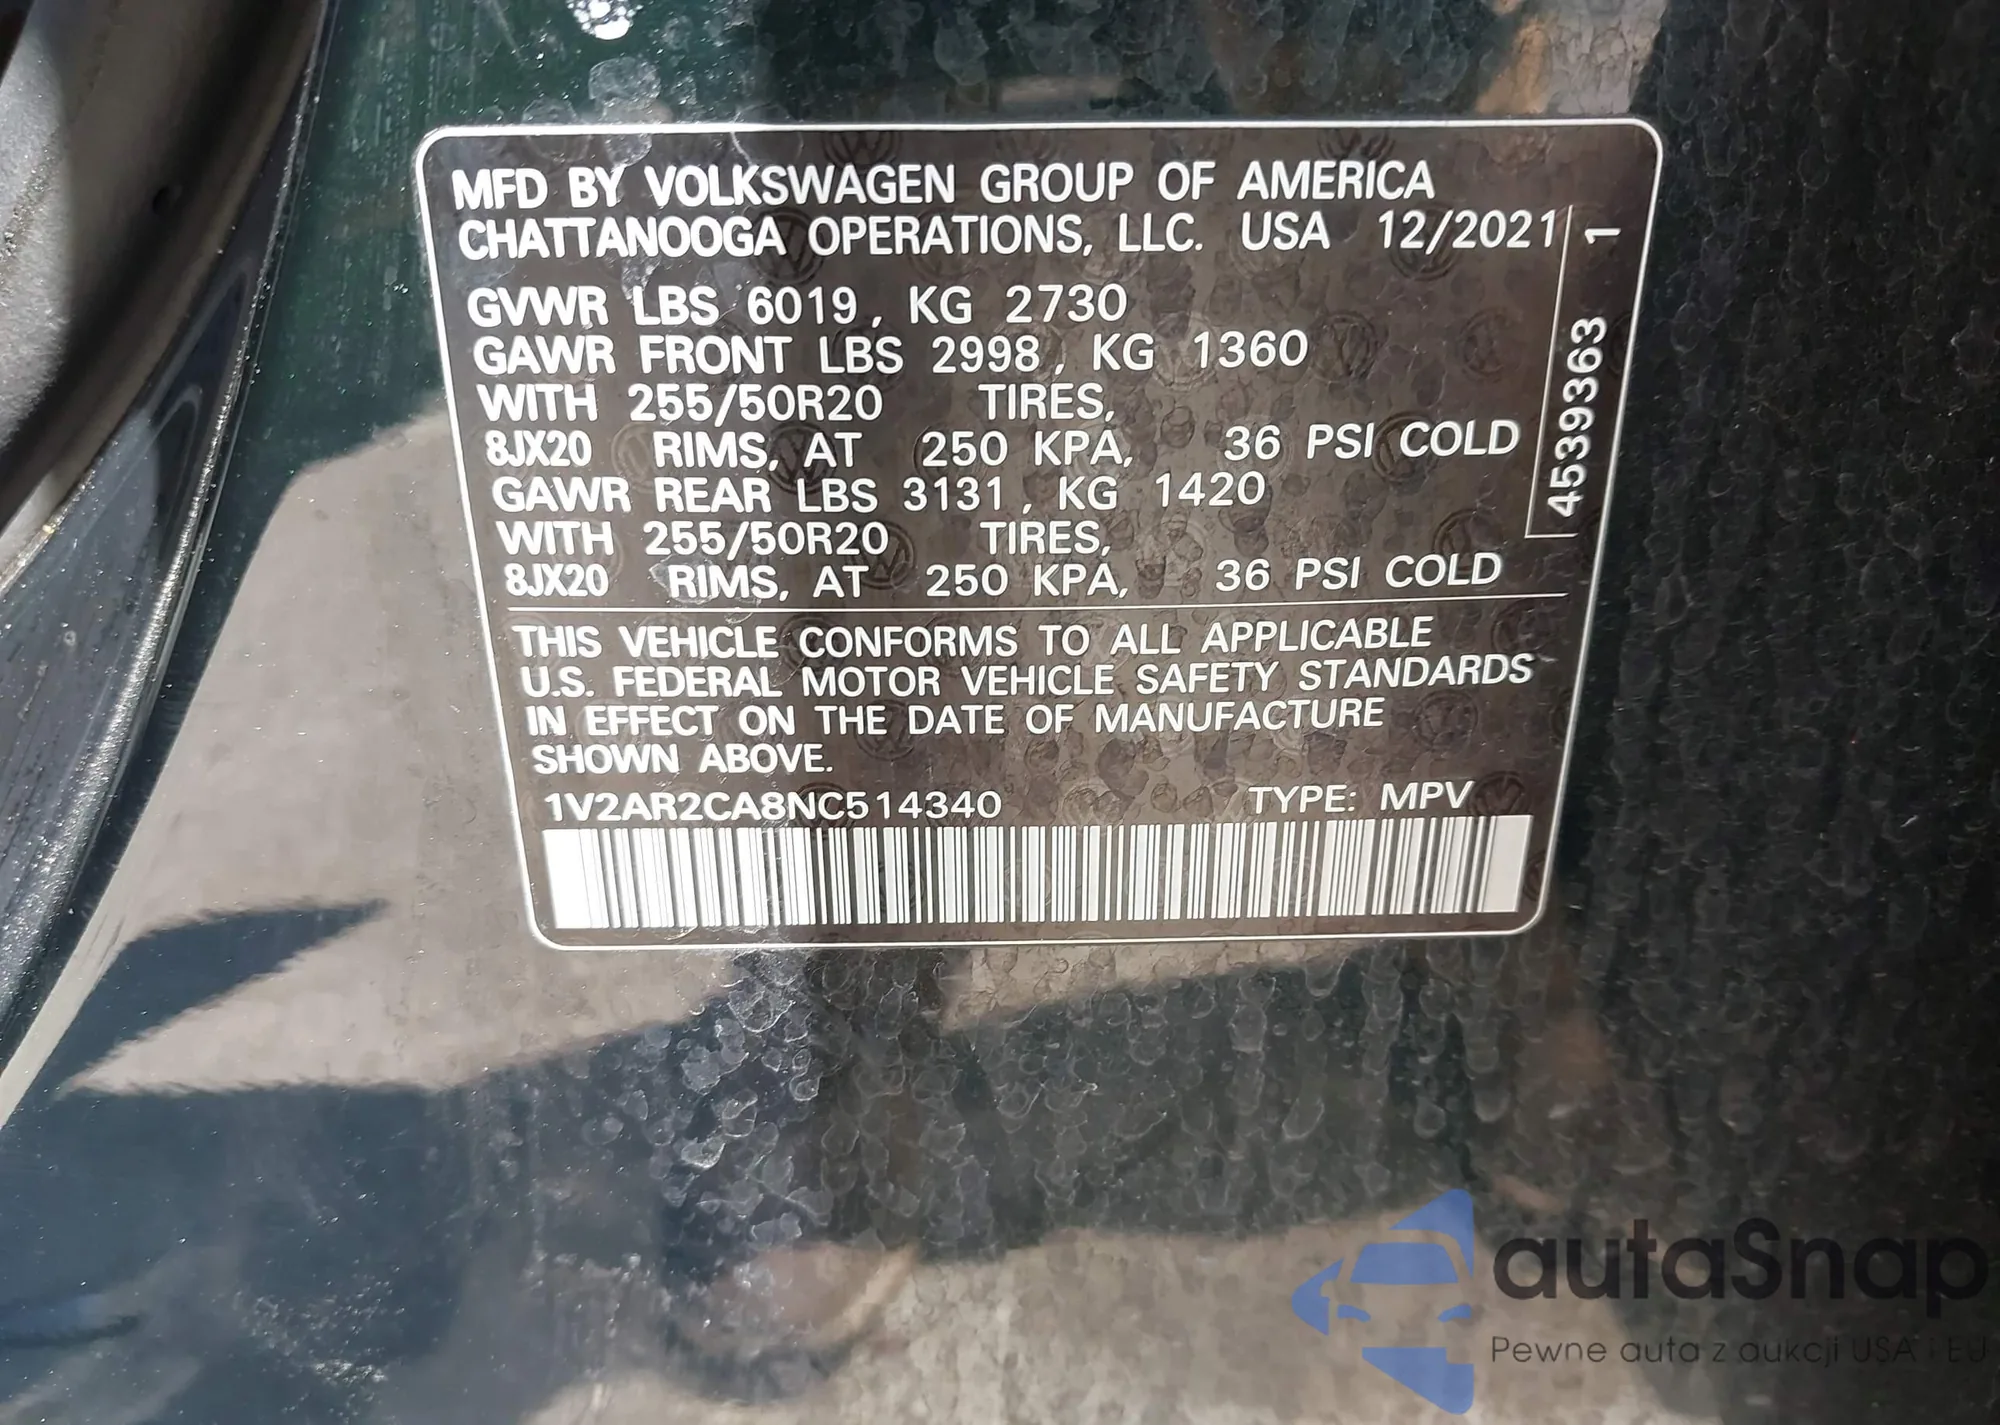 MFD BY VOLKSWAGEN GROUP OF AMERICA
CHATTANOOGA OPERATIONS, LLC. USA 12/2021
GVWR LBS 6019, KG 2730
GAWR FRONT LBS 2998, KG 1360
WITH 255/50R20 TIRES,
8JX20 RIMS, AT 250 KPA, 36 PSI COLD
GAWR REAR LBS 3131, KG 1420
WITH 255/50R20 TIRES,
8JX20 RIMS, AT 250 KPA, 36 PSI COLD
4539363 1
THIS VEHICLE CONFORMS TO ALL APPLICABLE
U.S. FEDERAL MOTOR VEHICLE SAFETY STANDARDS
IN EFFECT ON THE DATE OF MANUFACTURE
SHOWN ABOVE.
1V2AR2CA8NC514340 TYPE: MPV
autaSnap
Pewne auta z aukcji USA i EU